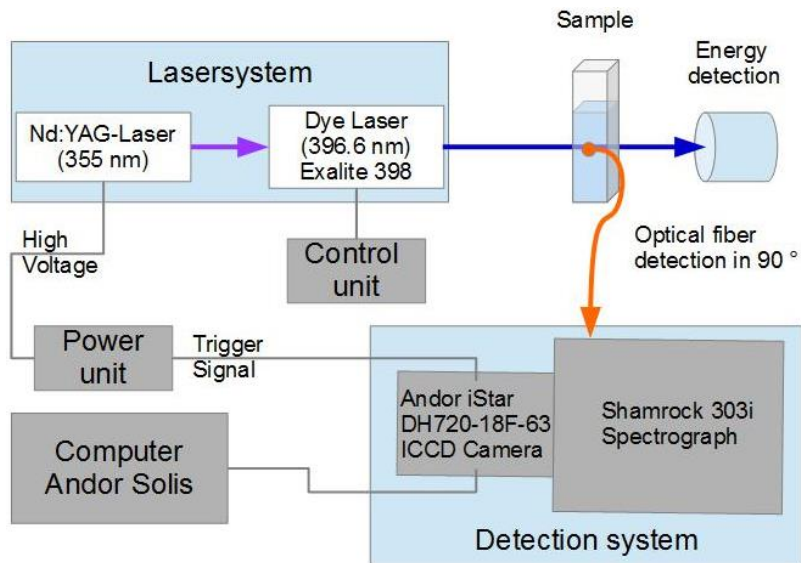 Sample
Energy
detection
Lasersystem
Nd:YAG-Laser
(355 nm)
Dye Laser
(396.6 nm)
Exalite 398
High
Voltage
Control
unit
Optical fiber
detection in 90 °
Power
unit
Trigger
Signal
Andor iStar
DH720-18F-63
ICCD Camera
Shamrock 303i
Spectrograph
Computer
Andor Solis
Detection system